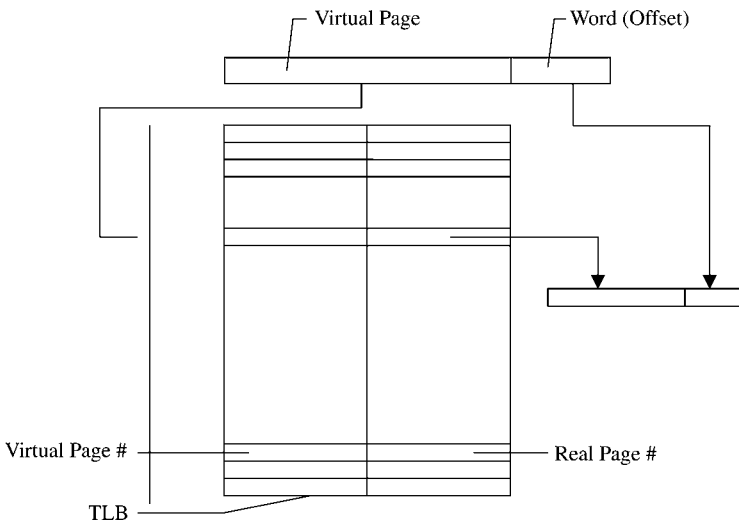 Virtual Page
Word (Offset)
Virtual Page #
Real Page #
TLB